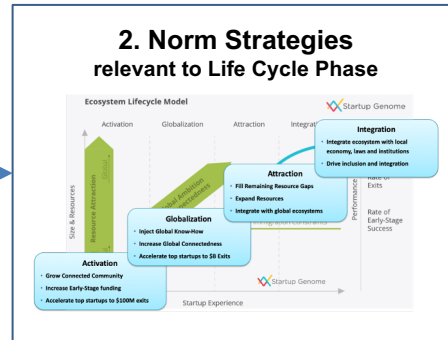 2. Norm Strategies
relevant to Life Cycle Phase
Ecosystem Lifecycle Model
Startup Genome
Activation
Globalization
Attraction
Integration
• Integrate ecosystem with local
economy, laws and institutions
• Drive inclusion and integration
Attraction
• Fill Remaining Resource Gaps
• Expand Resources
• Integrate with global ecosystems
Globalization
• Inject Global Know-How
• Increase Global Connectedness
• Accelerate top startups to $B Exits
Activation
• Grow Connected Community
• Increase Early-Stage funding
• Accelerate top startups to $100M exits
Size & Resources
Resource Attraction
Global
Performance
Rate of
Exits
Rate of
Early-Stage
Success
Startup Genome
Startup Experience